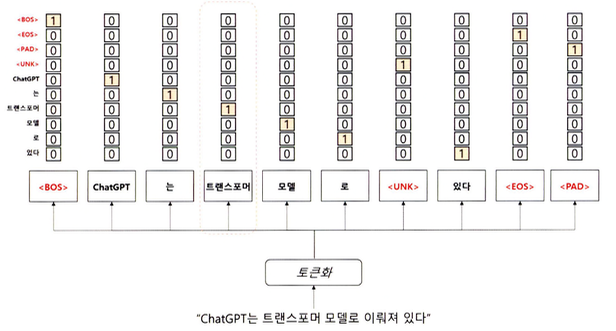 <BOS> 1 0 0 0 0 0 0 0 0 0
<EOS> 0 0 0 0 0 0 0 0 1 0
<PAD> 0 0 0 0 0 0 0 0 0 1
<UNK> 0 0 0 0 0 0 1 0 0 0
ChatGPT 0 1 0 0 0 0 0 0 0 0
는 0 0 1 0 0 0 0 0 0 0
트랜스포머 0 0 0 1 0 0 0 0 0 0
모델 0 0 0 0 1 0 0 0 0 0
로 0 0 0 0 0 1 0 0 0 0
있다 0 0 0 0 0 0 0 1 0 0
<BOS> ChatGPT 는 트랜스포머 모델 로 <UNK> 있다 <EOS> <PAD>
토큰화
"ChatGPT는 트랜스포머 모델로 이뤄져 있다"